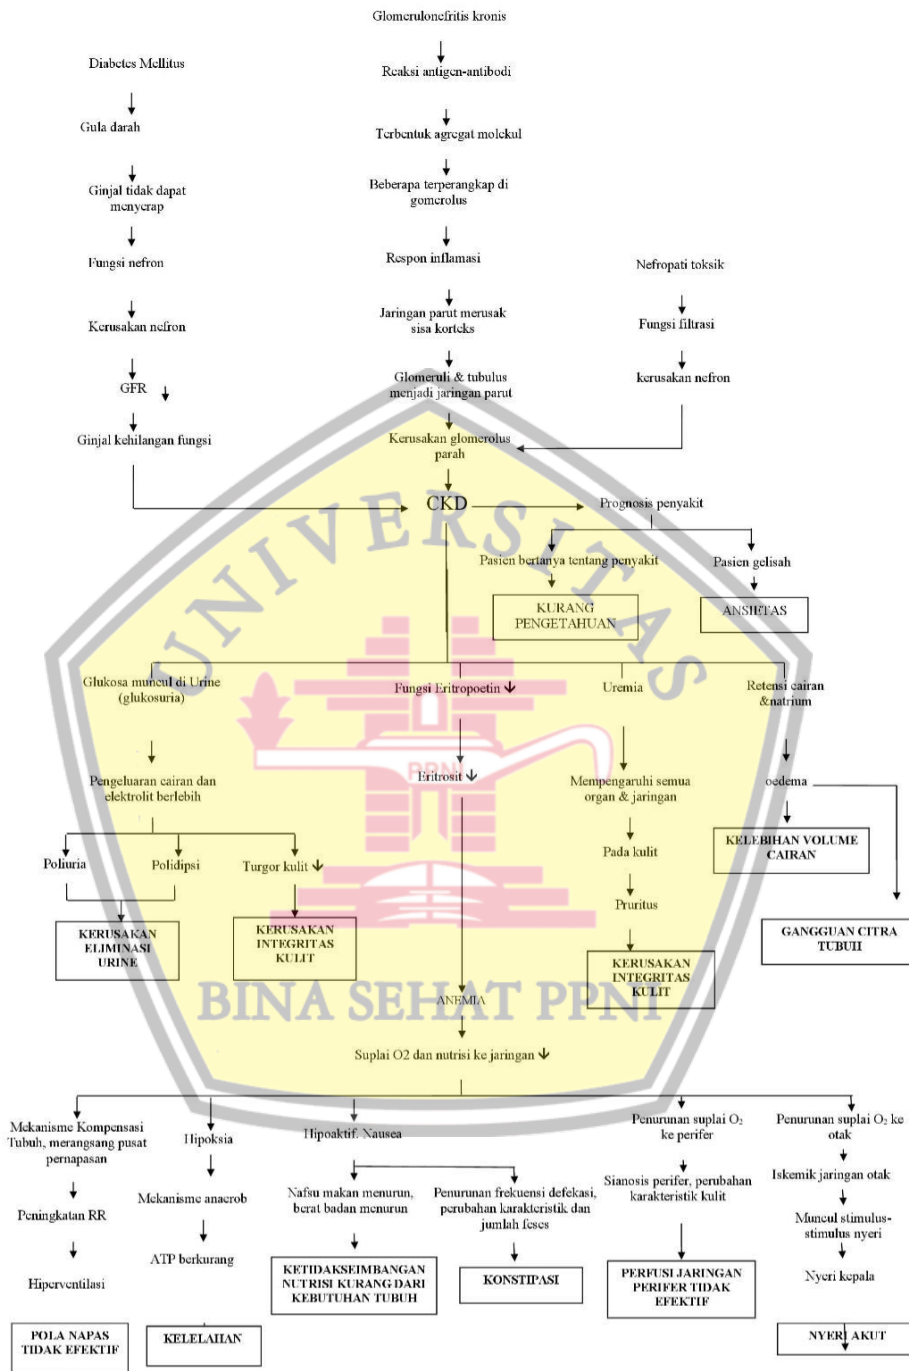 Glomerulonefritis kronis
Diabetes Mellitus
Reaksi antigen-antibodi
Gula darah
Terbentuk agregat molekul
Ginjal tidak dapat
menyerap
Beberapa terperangkap di
gomerolus
Fungsi nefron
Respon inflamasi
Nefropati toksik
Kerusakan nefron
Jaringan parut merusak
sisa korteks
Fungsi filtrasi
GFR ↓
Glomeruli & tubulus
menjadi jaringan parut
kerusakan nefron
Ginjal kehilangan fungsi
Kerusakan glomerolus
parah
CKD
Prognosis penyakit
Pasien bertanya tentang penyakit
Pasien gelisah
KURANG
PENGETAHUAN
ANSIETAS
UNIVERSITAS
Glukosa muncul di Urine
(glukosuria)
Fungsi Eritropoetin ↓
Uremia
Retensi cairan
&natrium
PPNI
Pengeluaran cairan dan
elektrolit berlebih
Eritrosit ↓
Mempengaruhi semua
organ & jaringan
oedema
Poliuria
Polidipsi
Turgor kulit ↓
Pada kulit
KELEBIHAN VOLUME
CAIRAN
Pruritus
KERUSAKAN
ELIMINASI
URINE
KERUSAKAN
INTEGRITAS
KULIT
KERUSAKAN
INTEGRITAS
KULIT
GANGGUAN CITRA
TUBUH
BINA SEHAT PPNI
ANEMIA
Suplai O2 dan nutrisi ke jaringan ↓
Mekanisme Kompensasi
Tubuh, merangsang pusat
pernapasan
Hipoksia
Hipoaktif. Nausea
Penurunan suplai O₂
ke perifer
Penurunan suplai O₂ ke
otak
Peningkatan RR
Mekanisme anaerob
Nafsu makan menurun,
berat badan menurun
Penurunan frekuensi defekasi,
perubahan karakteristik dan
jumlah feses
Sianosis perifer, perubahan
karakteristik kulit
Iskemik jaringan otak
Muncul stimulus-
stimulus nyeri
Hiperventilasi
ATP berkurang
KETIDAKSEIMBANGAN
NUTRISI KURANG DARI
KEBUTUHAN TUBUH
KONSTIPASI
PERFUSI JARINGAN
PERIFER TIDAK
EFEKTIF
Nyeri kepala
POLA NAPAS
TIDAK EFEKTIF
KELELAHAN
NYERI AKUT